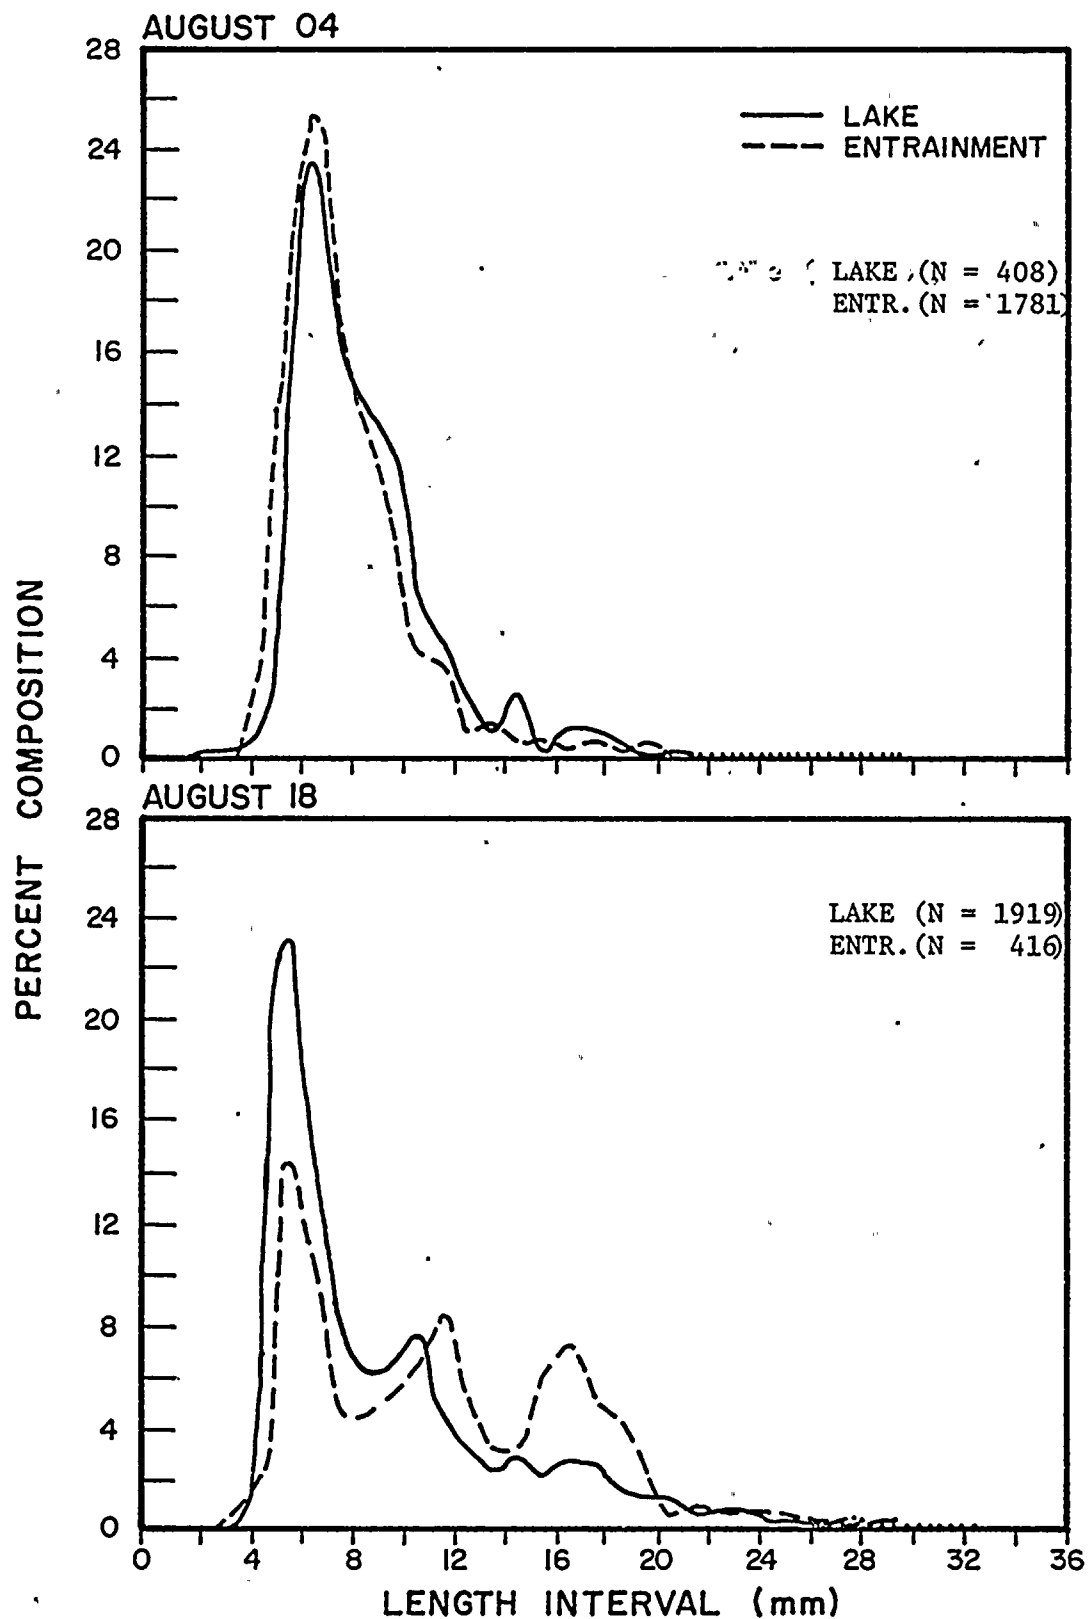 AUGUST 04
28
24
20
16
12
8
4
0
LAKE
ENTRAINMENT
LAKE (N = 408)
ENTR.(N = 1781)
PERCENT COMPOSITION
AUGUST 18
28
24
20
16
12
8
4
0
LAKE (N = 1919)
ENTR.(N = 416)
0 4 8 12 16 20 24 28 32 36
LENGTH INTERVAL (mm)